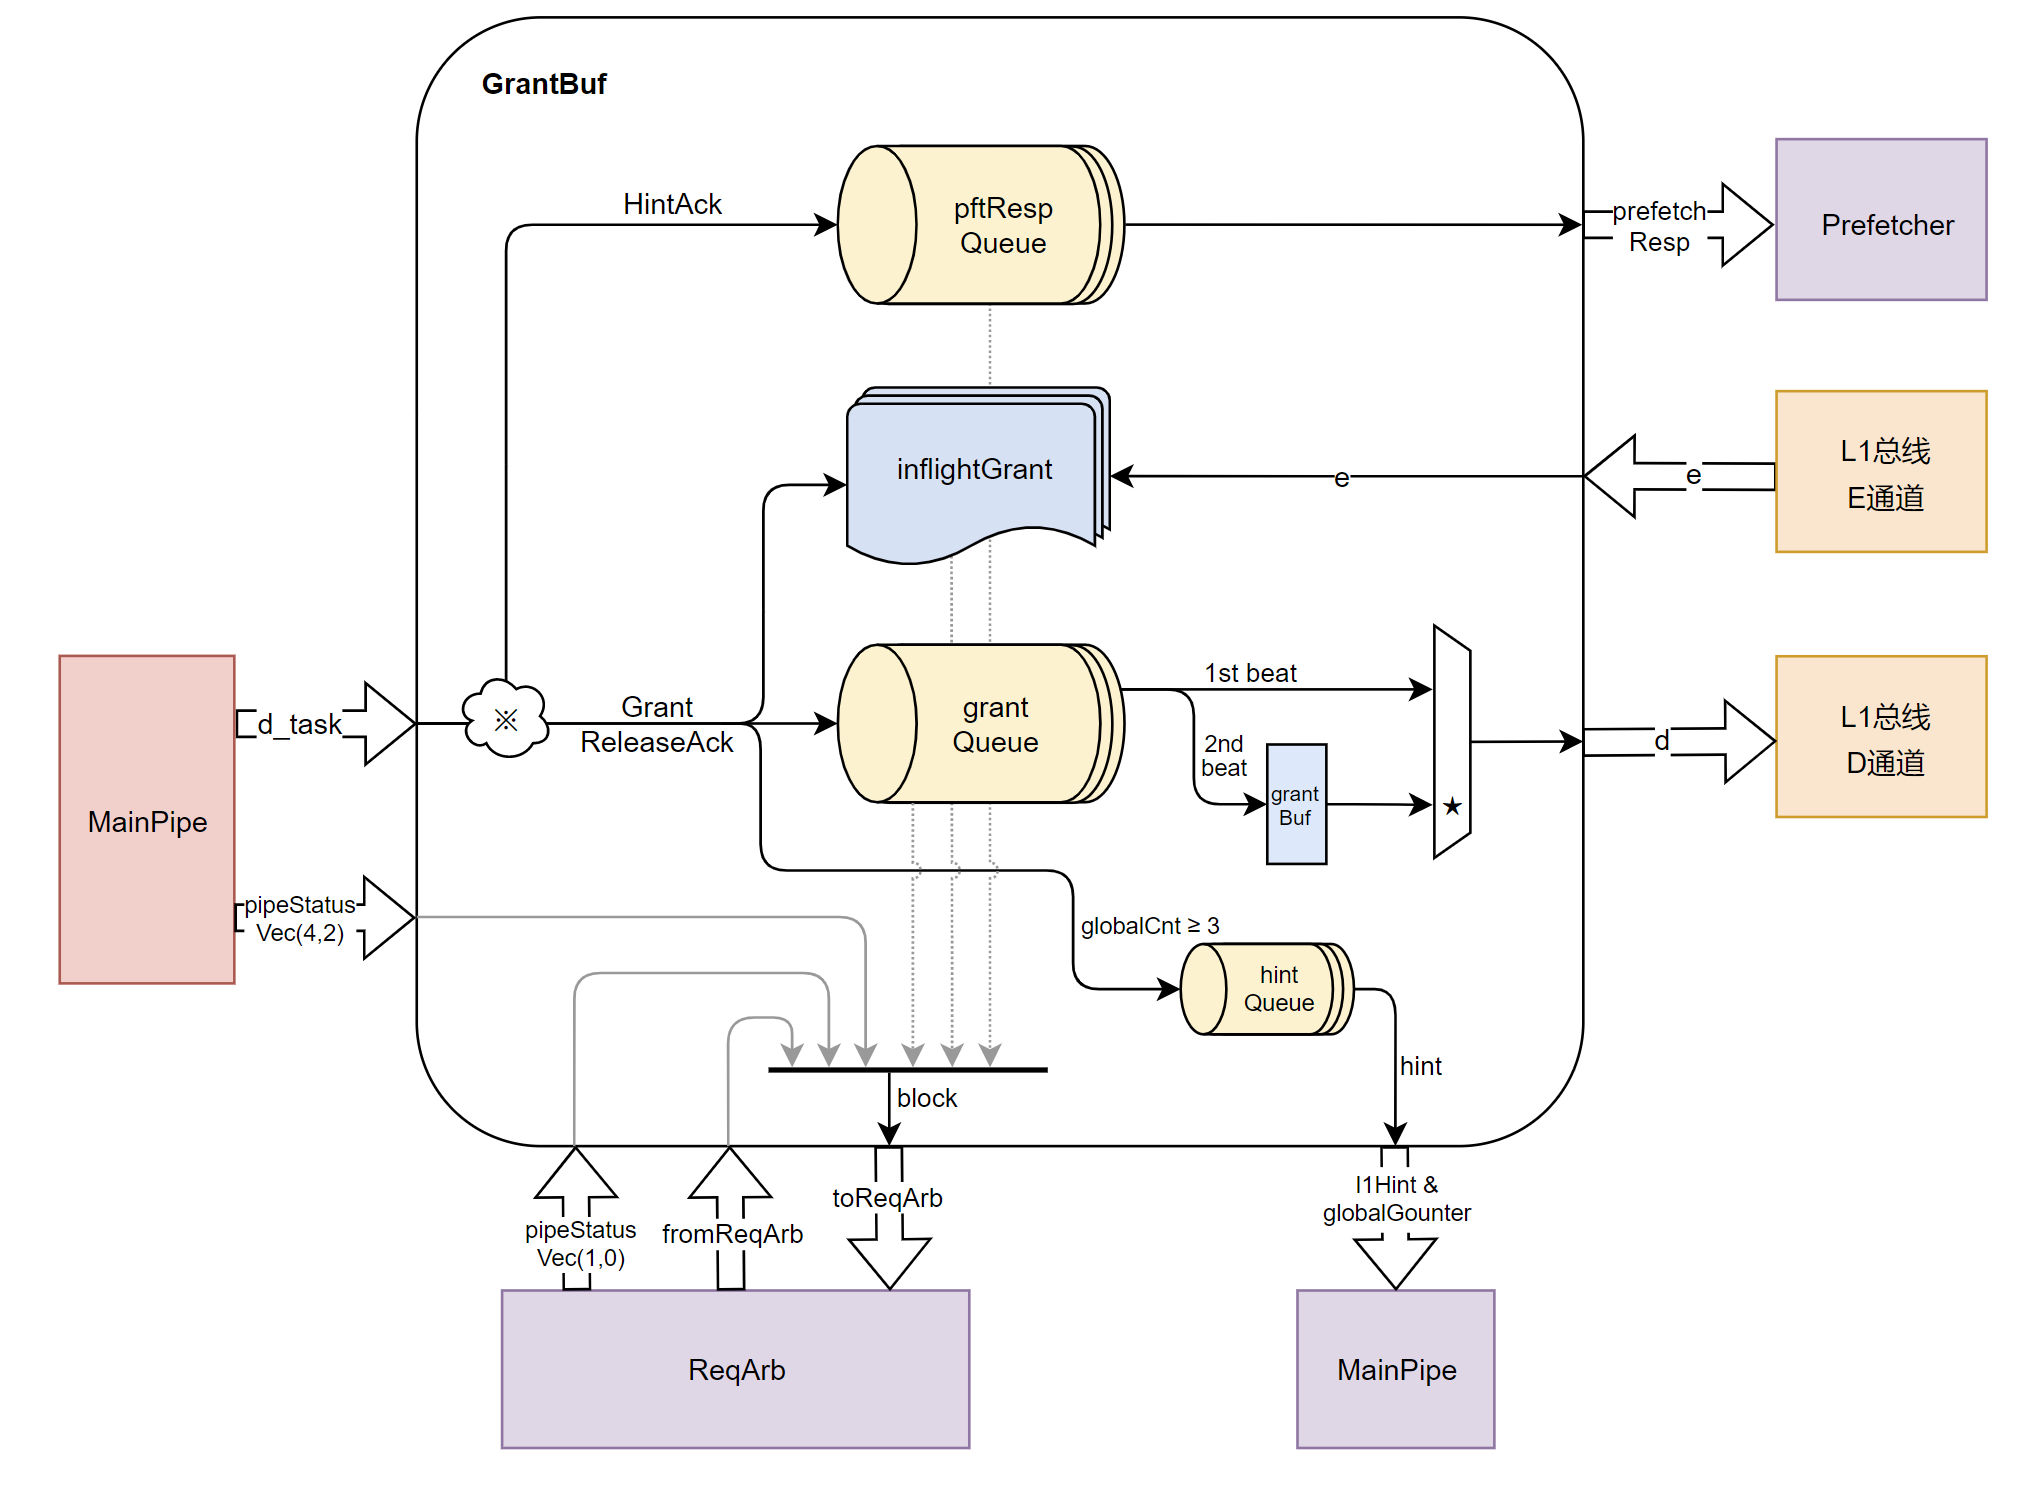 GrantBuf
HintAck
pftResp
Queue
prefetch
Resp
Prefetcher
inflightGrant
e
e
L1总线
E通道
MainPipe
d_task
※
Grant
ReleaseAck
grant
Queue
1st beat
2nd
beat
grant
Buf
★
d
L1总线
D通道
pipeStatus
Vec(4,2)
globalCnt ≥ 3
hint
Queue
hint
block
pipeStatus
Vec(1,0)
fromReqArb
toReqArb
l1Hint &
globalGounter
ReqArb
MainPipe